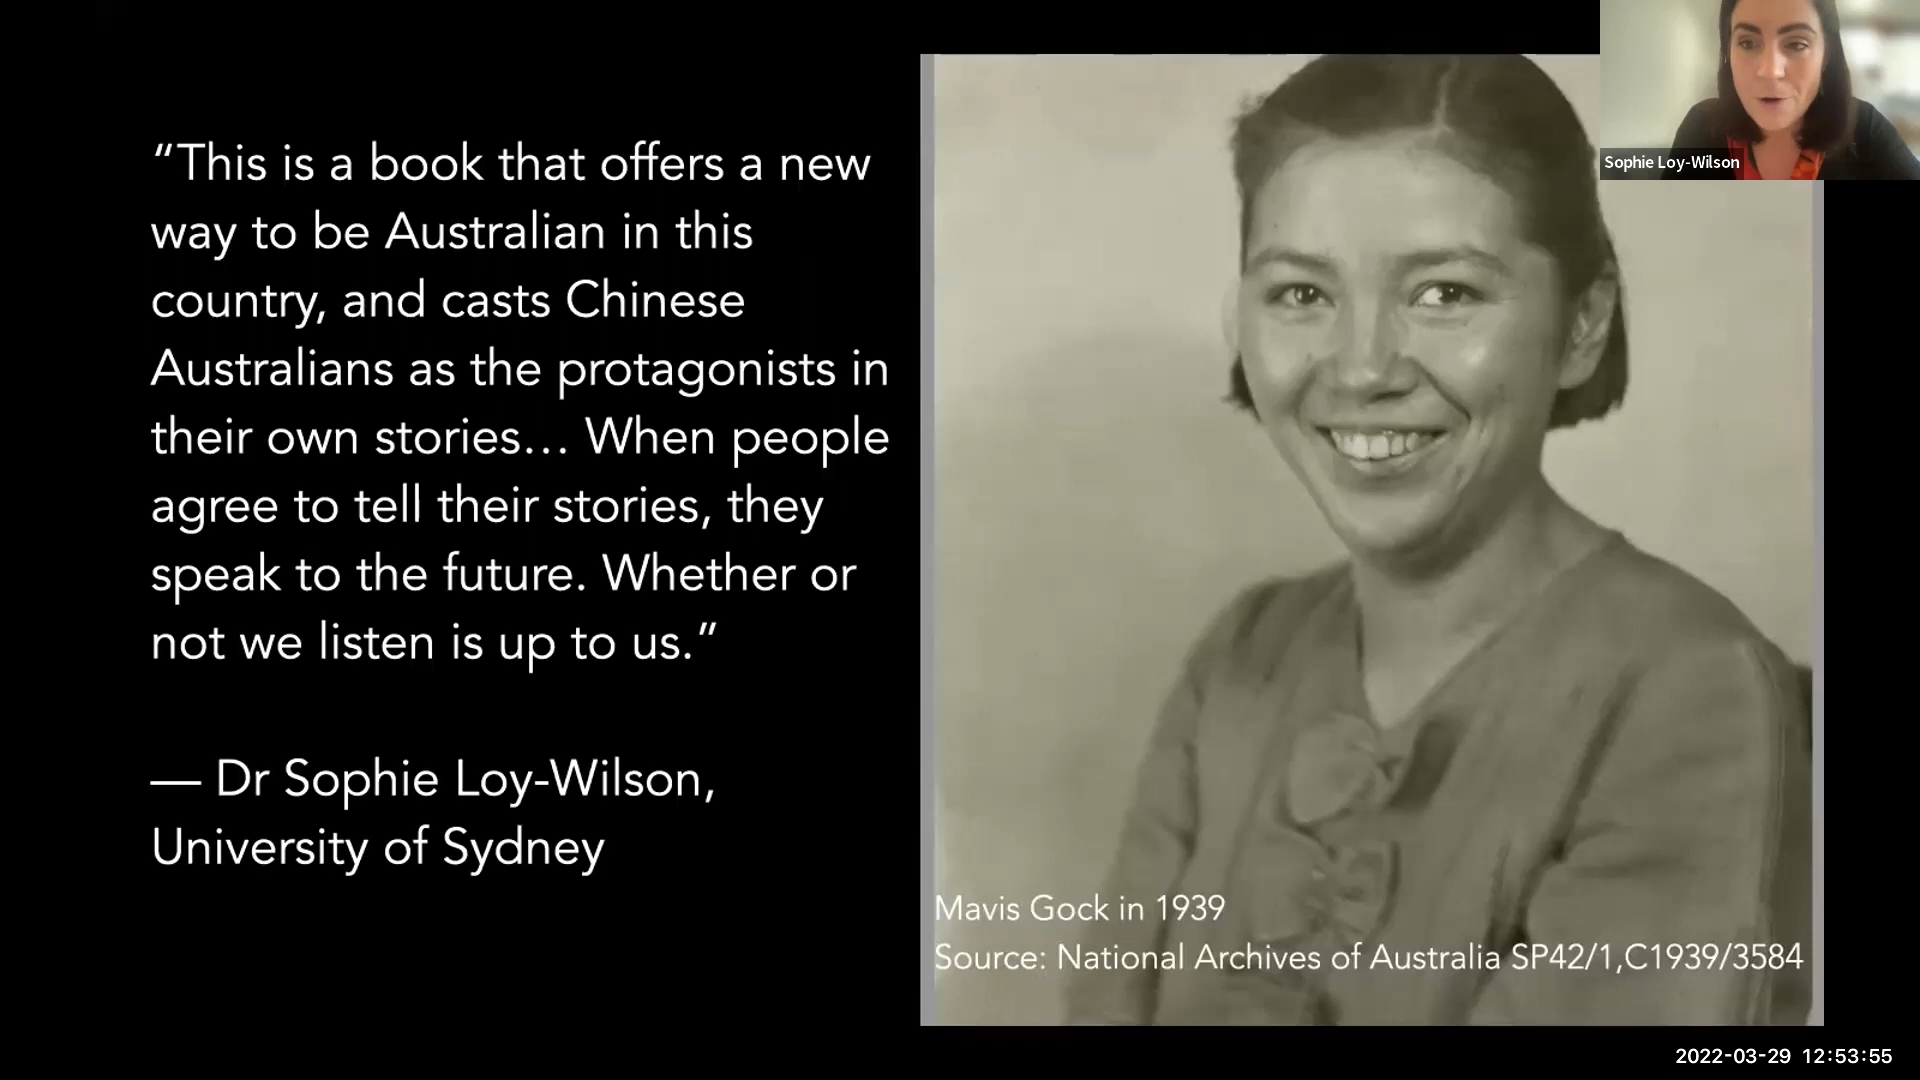 “This is a book that offers a new
way to be Australian in this
country, and casts Chinese
Australians as the protagonists in
their own stories… When people
agree to tell their stories, they
speak to the future. Whether or
not we listen is up to us.”
— Dr Sophie Loy-Wilson,
University of Sydney
Sophie Loy-Wilson
Mavis Gock in 1939
Source: National Archives of Australia SP42/1,C1939/3584
2022-03-29 12:53:55